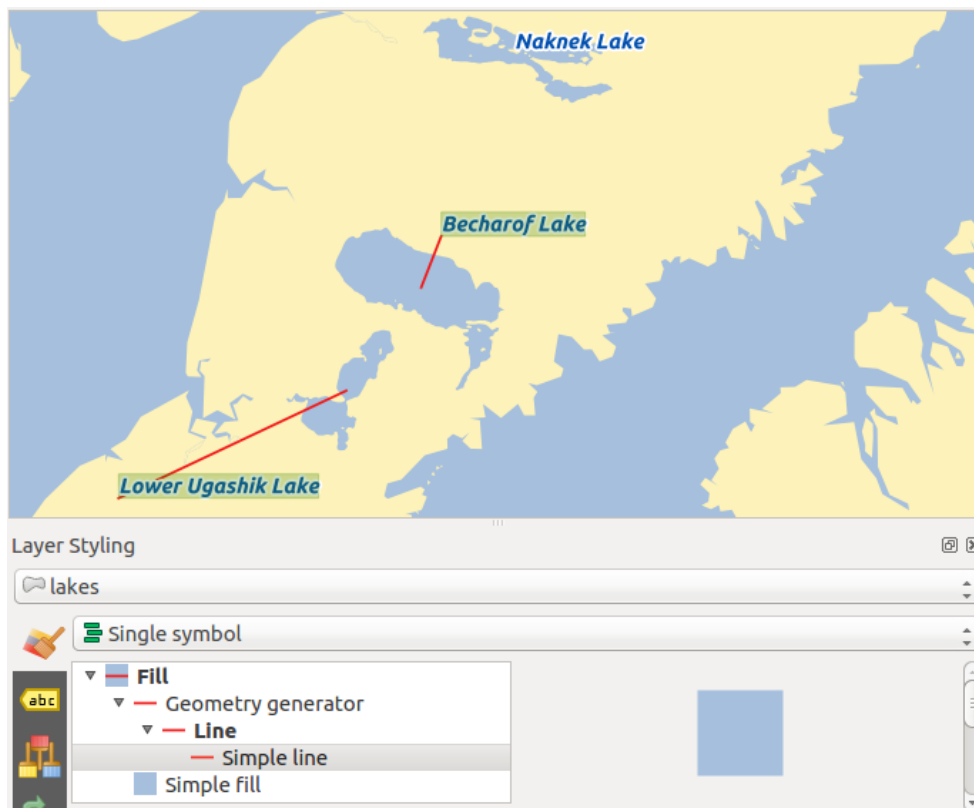 Naknek Lake
Becharof Lake
Lower Ugashik Lake
Layer Styling
lakes
Single symbol
abc
Fill
Geometry generator
Line
Simple line
Simple fill